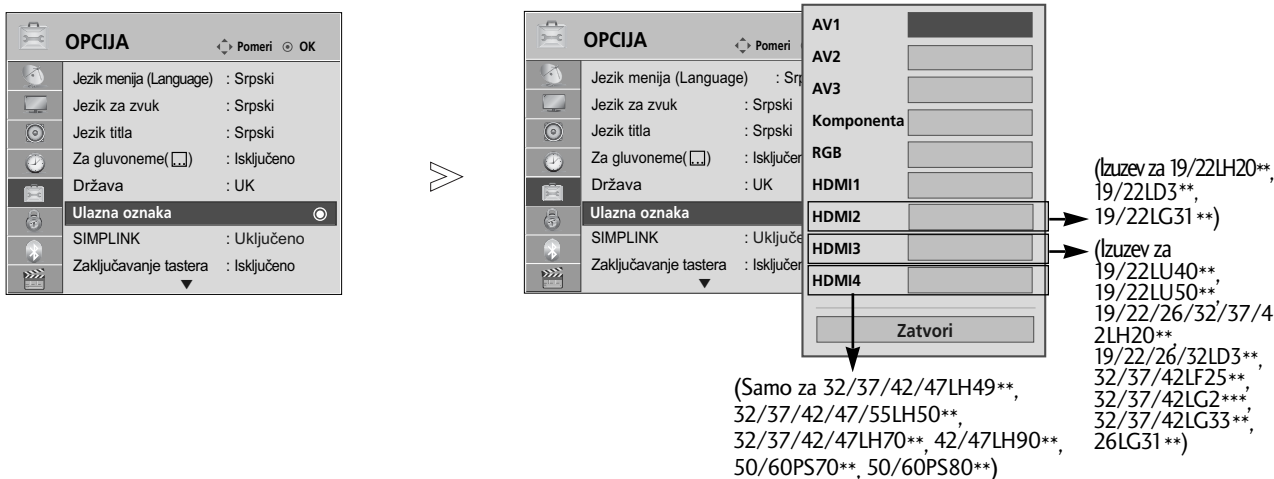 OPCIJA
Pomeri ⊙ OK
Jezik menija (Language) : Srpski
Jezik za zvuk : Srpski
Jezik titla : Srpski
Za gluvoneme( ) : Isključeno
Država : UK
Ulazna oznaka
SIMPLINK : Uključeno
Zaključavanje tastera : Isključeno
▼
OPCIJA
Pomeri
Jezik menija (Language) : Srp
Jezik za zvuk : Srpski
Jezik titla : Srpski
Za gluvoneme( ) : Isključen
Država : UK
Ulazna oznaka
SIMPLINK : Uključe
Zaključavanje tastera : Isključen
▼
AV1
AV2
AV3
Komponenta
RGB
HDMI1
HDMI2
HDMI3
HDMI4
Zatvori
(Izuzev za 19/22LH20**,
19/22LD3**,
19/22LG31**)
(Izuzev za
19/22LU40**,
19/22LU50**,
19/22/26/32/37/4
2LH20**,
19/22/26/32LD3**,
32/37/42LF25**,
32/37/42LG2***,
32/37/42LG33**,
26LG31**)
(Samo za 32/37/42/47LH49**,
32/37/42/47/55LH50**,
32/37/42/47LH70**, 42/47LH90**,
50/60PS70**, 50/60PS80**)